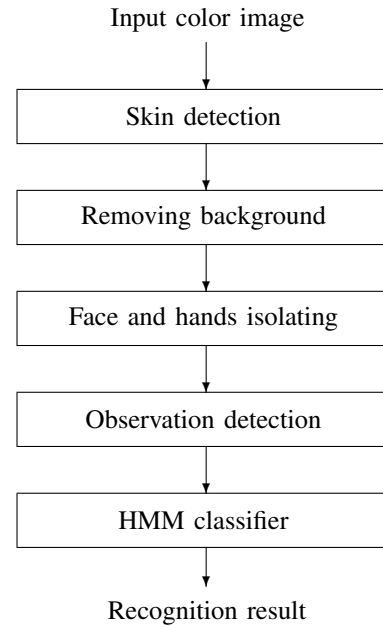 Input color image
Skin detection
Removing background
Face and hands isolating
Observation detection
HMM classifier
Recognition result